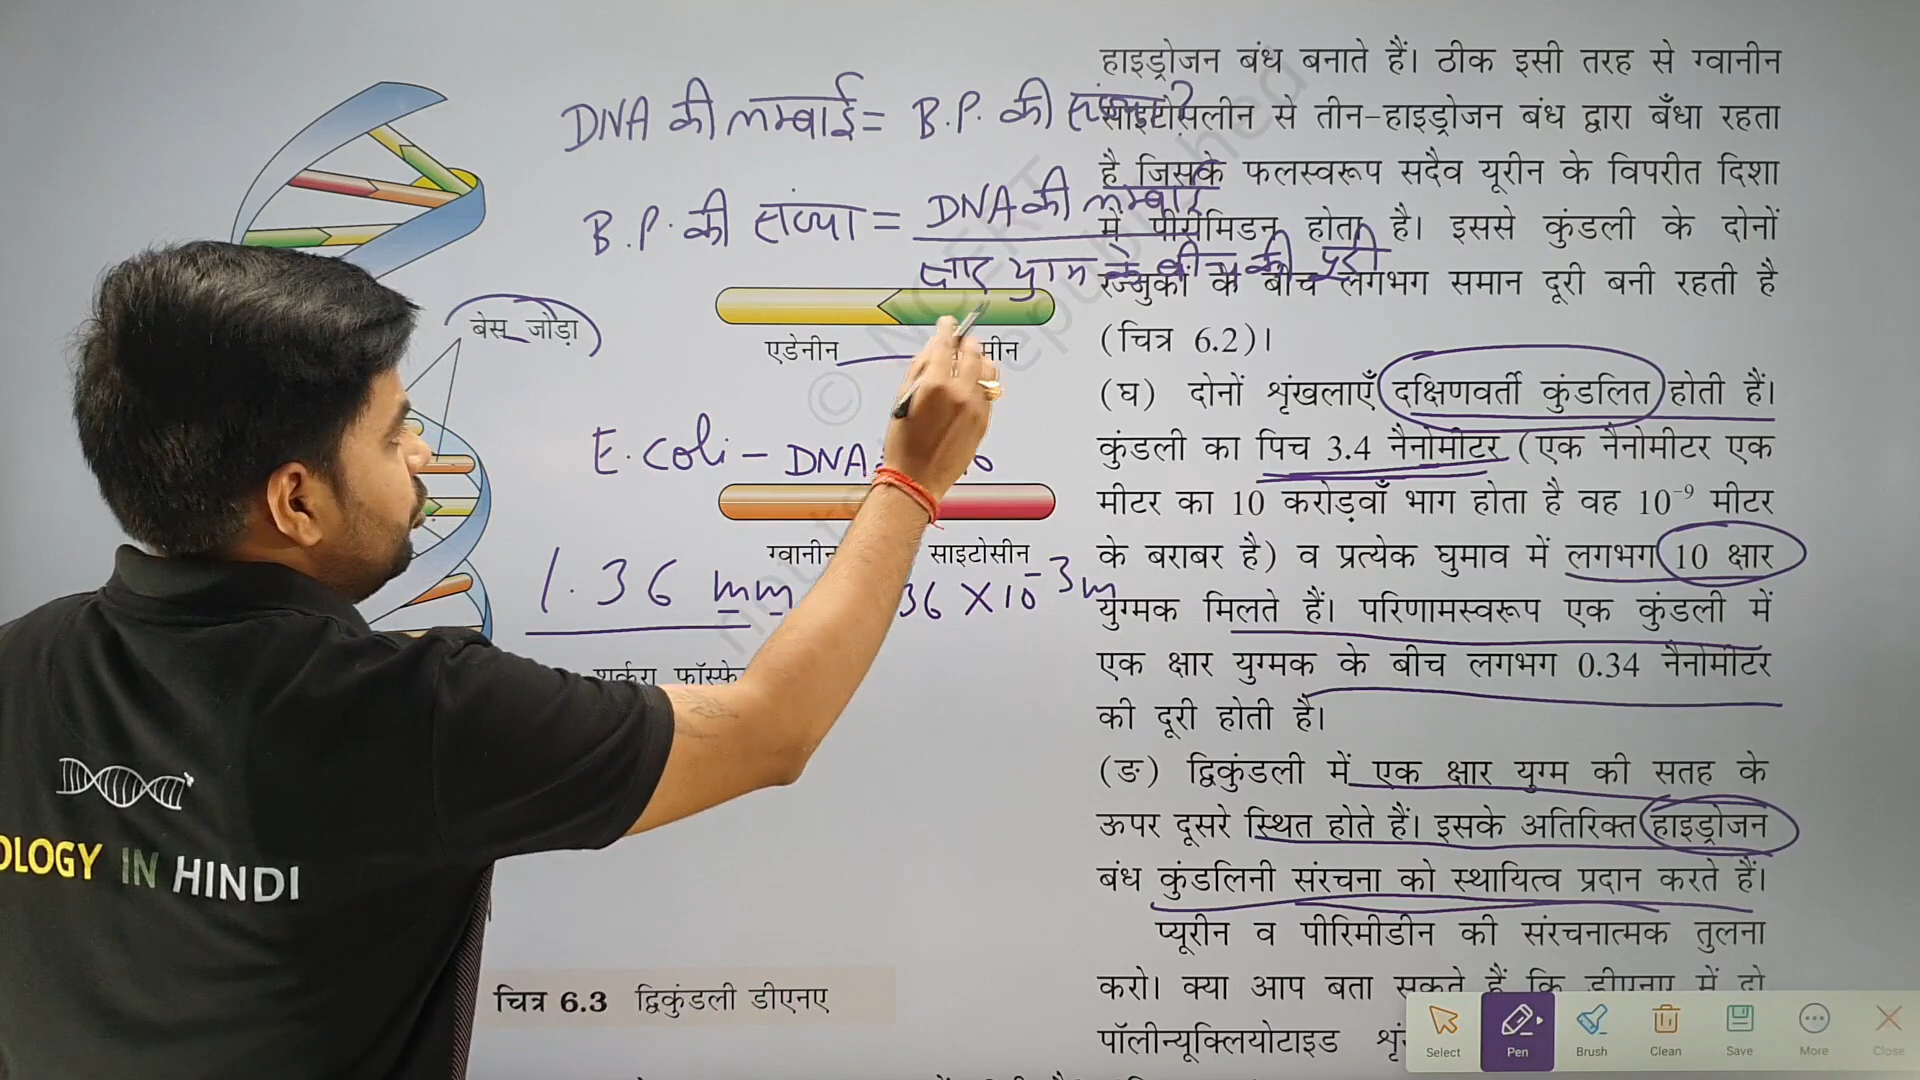 DNA की लम्बाई = B.P. की संख्या?
B.P. की संख्या = DNA की लम्बाई
क्षार युग्म के बीच की दूरी
बेस जोड़ा
एडेनीन
E. Coli - DNA
ग्वानीन साइटोसीन
1.36 mm
36 X 10-3m
शर्करा फॉस्फे
चित्र 6.3 द्विकुंडली डीएनए
हाइड्रोजन बंध बनाते हैं। ठीक इसी तरह से ग्वानीन
से तीन-हाइड्रोजन बंध द्वारा बँधा रहता
है जिसके फलस्वरूप सदैव यूरीन के विपरीत दिशा
में होता है। इससे कुंडली के दोनों
रज्जुकों के बीच लगभग समान दूरी बनी रहती है
(चित्र 6.2)।
(घ) दोनों शृंखलाएँ दक्षिणवर्ती कुंडलित होती हैं।
कुंडली का पिच 3.4 नैनोमीटर (एक नैनोमीटर एक
मीटर का 10 करोड़वाँ भाग होता है वह 10⁻⁹ मीटर
के बराबर है) व प्रत्येक घुमाव में लगभग 10 क्षार
युग्मक मिलते हैं। परिणामस्वरूप एक कुंडली में
एक क्षार युग्मक के बीच लगभग 0.34 नैनोमीटर
की दूरी होती है।
(ङ) द्विकुंडली में एक क्षार युग्म की सतह के
ऊपर दूसरे स्थित होते हैं। इसके अतिरिक्त हाइड्रोजन
बंध कुंडलिनी संरचना को स्थायित्व प्रदान करते हैं।
प्यूरीन व पीरिमीडीन की संरचनात्मक तुलना
करो। क्या आप बता सकते हैं कि डीएनए में दो
पॉलीन्यूक्लियोटाइड
OLOGY IN HINDI
Select Pen Brush Clean Save More Close